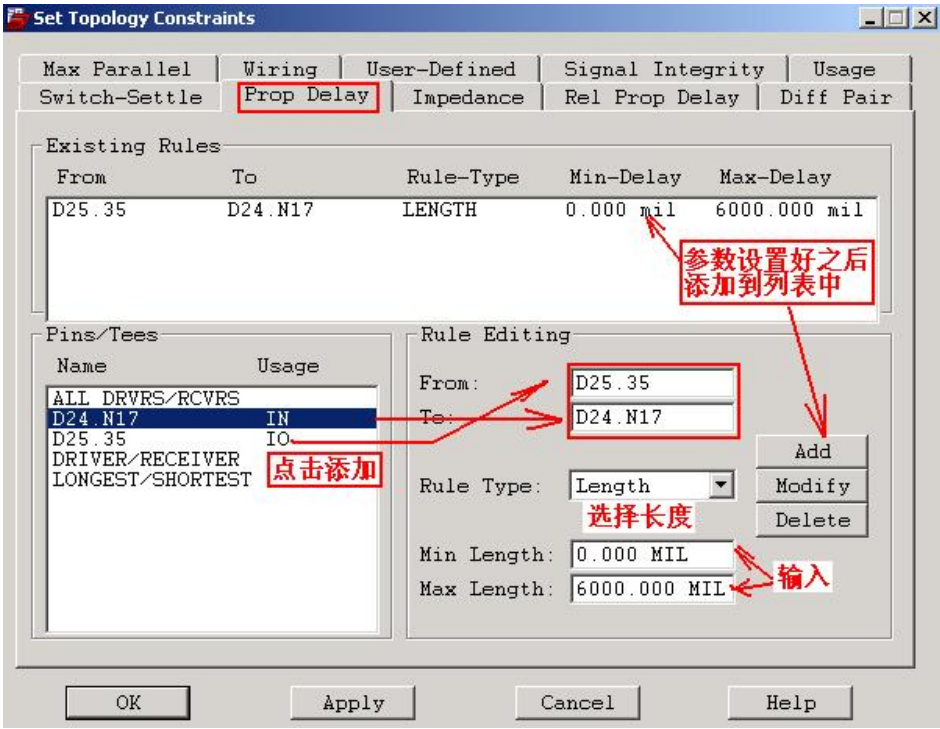 Set Topology Constraints
Max Parallel Wiring User-Defined Signal Integrity Usage
Switch-Settle Prop Delay Impedance Rel Prop Delay Diff Pair
Existing Rules
From To Rule-Type Min-Delay Max-Delay
D25.35 D24.N17 LENGTH 0.000 mil 6000.000 mil
参数设置好之后
添加到列表中
Pins/Tees
Name Usage
ALL DRVRS/RCVRS
D24.N17 IN
D25.35 IO
DRIVER/RECEIVER
LONGEST/SHORTEST
点击添加
Rule Editing
From: D25.35
To: D24.N17
Add
Rule Type: Length
Modify
选择长度
Delete
Min Length: 0.000 MIL
输入
Max Length: 6000.000 MIL
OK Apply Cancel Help